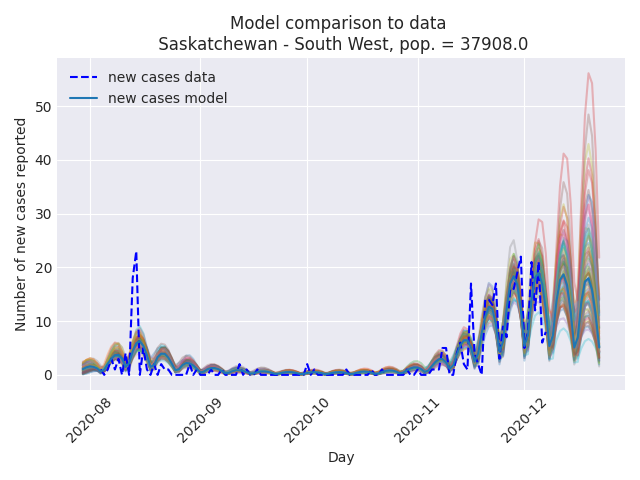 Model comparison to data
Saskatchewan - South West, pop. = 37908.0
new cases data
new cases model
Number of new cases reported
50
40
30
20
10
0
2020-08
2020-09
2020-10
2020-11
2020-12
Day